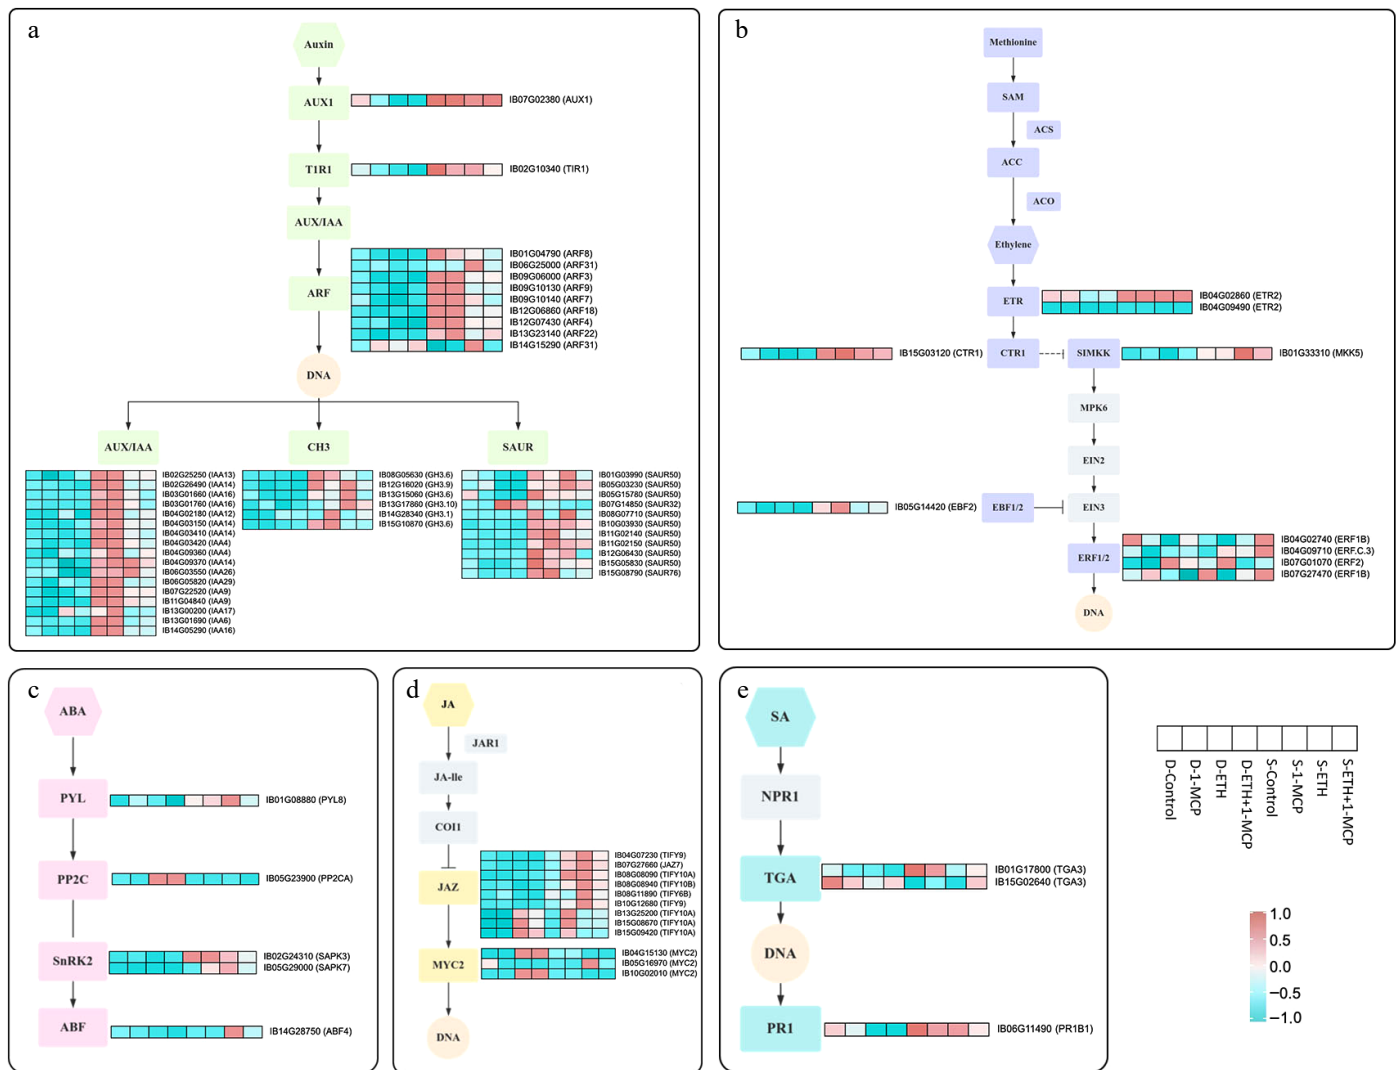 a
Auxin
AUX1
IB07G02380 (AUX1)
T1R1
IB02G10340 (TIR1)
AUX/IAA
ARF
IB01G04790 (ARF8)
IB06G25000 (ARF31)
IB09G06000 (ARF3)
IB09G10130 (ARF9)
IB09G10140 (ARF7)
IB12G06860 (ARF18)
IB12G07430 (ARF4)
IB13G23140 (ARF22)
IB14G15290 (ARF31)
DNA
AUX/IAA
CH3
SAUR
IB02G25250 (IAA13)
IB02G26490 (IAA14)
IB03G01660 (IAA16)
IB03G01760 (IAA16)
IB04G02180 (IAA12)
IB04G03150 (IAA14)
IB04G03410 (IAA14)
IB04G03420 (IAA4)
IB04G09360 (IAA4)
IB04G09370 (IAA14)
IB06G03550 (IAA26)
IB06G05820 (IAA29)
IB07G22520 (IAA9)
IB11G04840 (IAA9)
IB13G00200 (IAA17)
IB13G01690 (IAA6)
IB14G05290 (IAA16)
IB08G05630 (GH3.6)
IB12G16020 (GH3.9)
IB13G15060 (GH3.6)
IB13G17860 (GH3.10)
IB14G28340 (GH3.1)
IB15G10870 (GH3.6)
IB01G03990 (SAUR50)
IB05G03230 (SAUR50)
IB05G15780 (SAUR50)
IB07G14850 (SAUR32)
IB08G07710 (SAUR50)
IB10G03930 (SAUR50)
IB11G02140 (SAUR50)
IB11G02150 (SAUR50)
IB12G06430 (SAUR50)
IB15G05830 (SAUR50)
IB15G08790 (SAUR76)
b
Methionine
SAM
ACS
ACC
ACO
Ethylene
ETR
IB04G02860 (ETR2)
IB04G09490 (ETR2)
IB15G03120 (CTR1)
CTR1
SIMKK
IB01G33310 (MKK5)
MPK6
EIN2
IB05G14420 (EBF2)
EBF1/2
EIN3
ERF1/2
IB04G02740 (ERF1B)
IB04G09710 (ERF.C.3)
IB07G01070 (ERF2)
IB07G27470 (ERF1B)
DNA
c
ABA
PYL
IB01G08880 (PYL8)
PP2C
IB05G23900 (PP2CA)
SnRK2
IB02G24310 (SAPK3)
IB05G29000 (SAPK7)
ABF
IB14G28750 (ABF4)
d
JA
JAR1
JA-lle
COI1
JAZ
IB04G07230 (TIFY9)
IB07G27660 (JAZ7)
IB08G08090 (TIFY10A)
IB08G08940 (TIFY10B)
IB08G11890 (TIFY6B)
IB10G12680 (TIFY9)
IB13G25200 (TIFY10A)
IB15G08670 (TIFY10A)
IB15G09420 (TIFY10A)
MYC2
IB04G15130 (MYC2)
IB05G16970 (MYC2)
IB10G02010 (MYC2)
DNA
e
SA
NPR1
TGA
IB01G17800 (TGA3)
IB15G02640 (TGA3)
DNA
PR1
IB06G11490 (PR1B1)
D-Control
D-1-MCP
D-ETH
D-ETH+1-MCP
S-Control
S-1-MCP
S-ETH
S-ETH+1-MCP
1.0
0.5
0.0
−0.5
−1.0